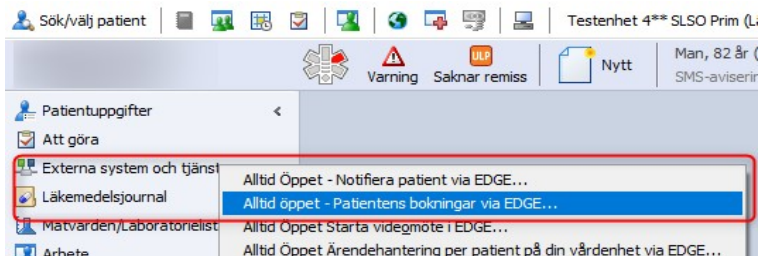 Sök/välj patient
Testenhet 4** SLSO Prim (L
ULP
Varning Saknar remiss Nytt Man, 82 år (
SMS-aviserin
Patientuppgifter <
Att göra
Externa system och tjänst
Alltid Öppet - Notifiera patient via EDGE...
Läkemedelsjournal
Alltid öppet - Patientens bokningar via EDGE...
Mätvärden/Laboratorielist
Alltid Öppet Starta videomöte i EDGE...
Arbete
Alltid Öppet Ärendehantering per patient på din vårdenhet via EDGE...